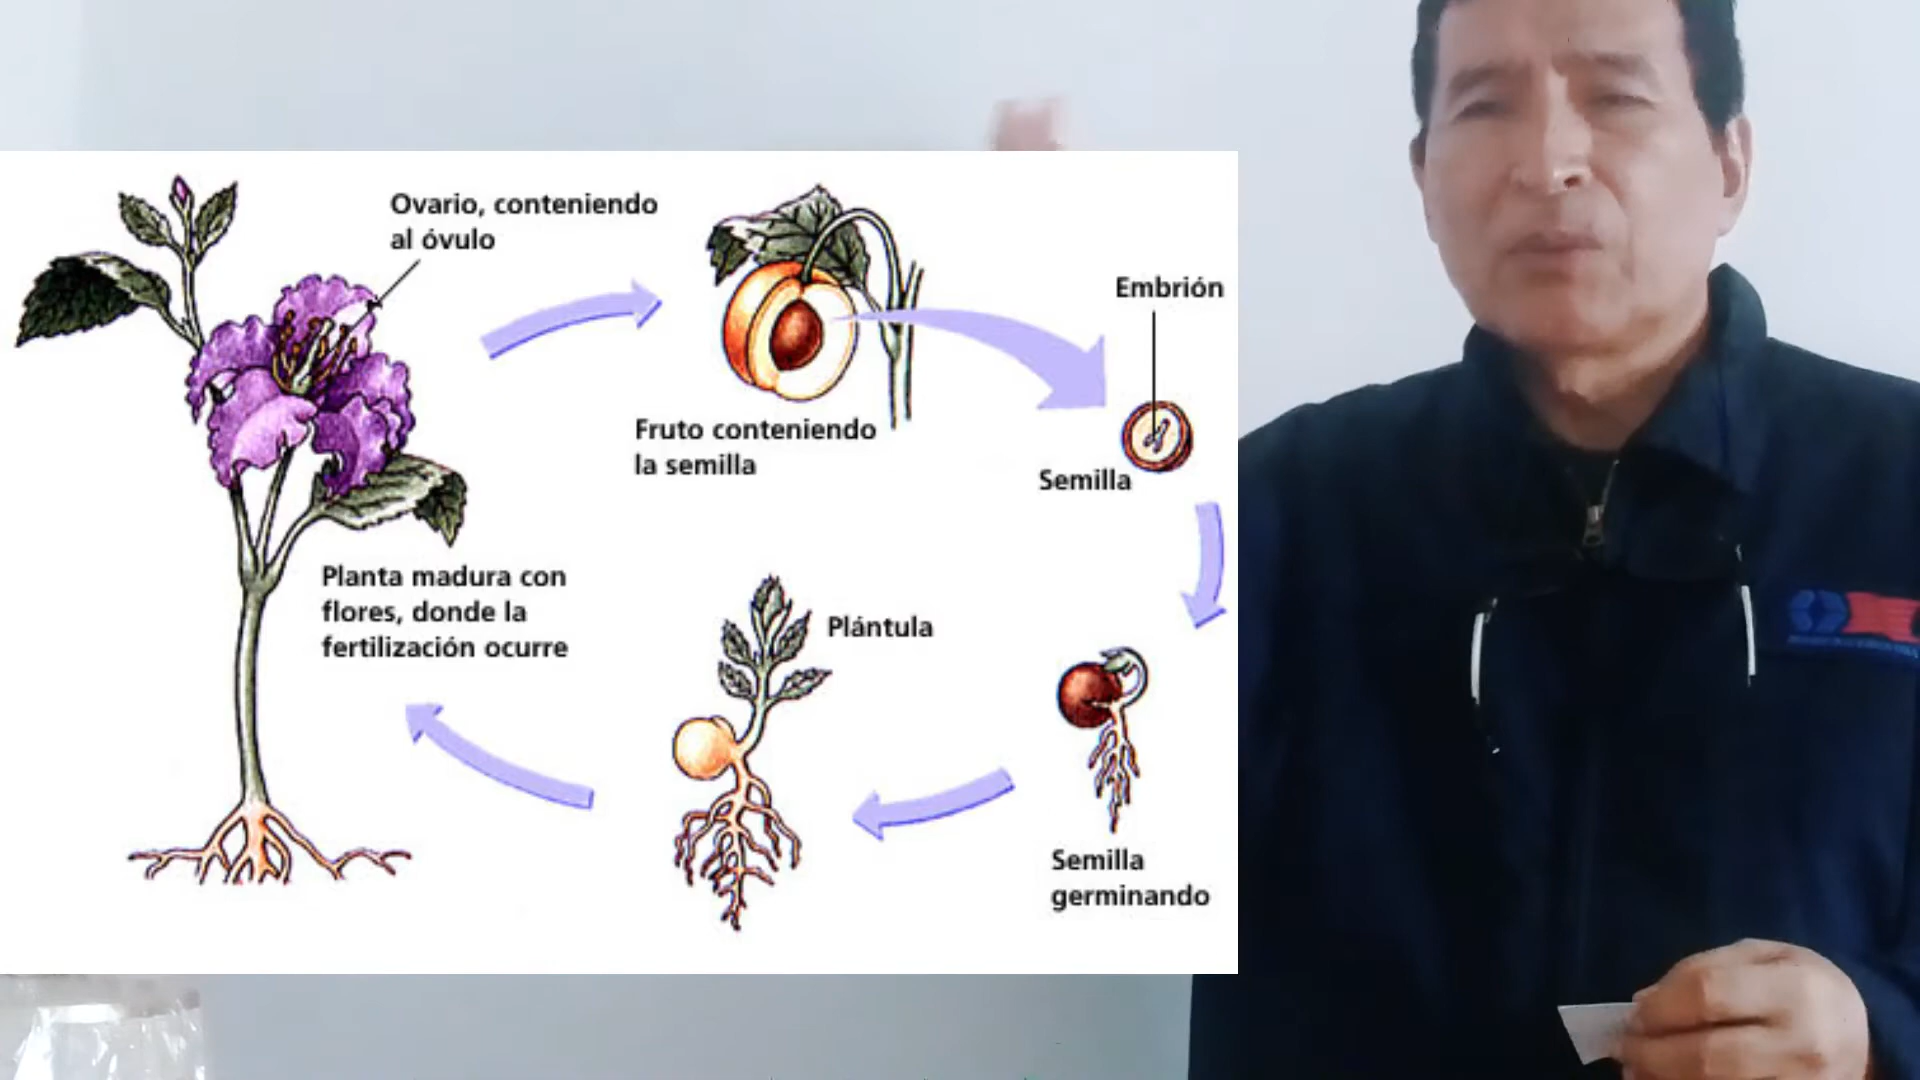 Ovario, conteniendo
al óvulo
Embrión
Fruto conteniendo
la semilla
Semilla
Planta madura con
flores, donde la
fertilización ocurre
Plántula
Semilla
germinando